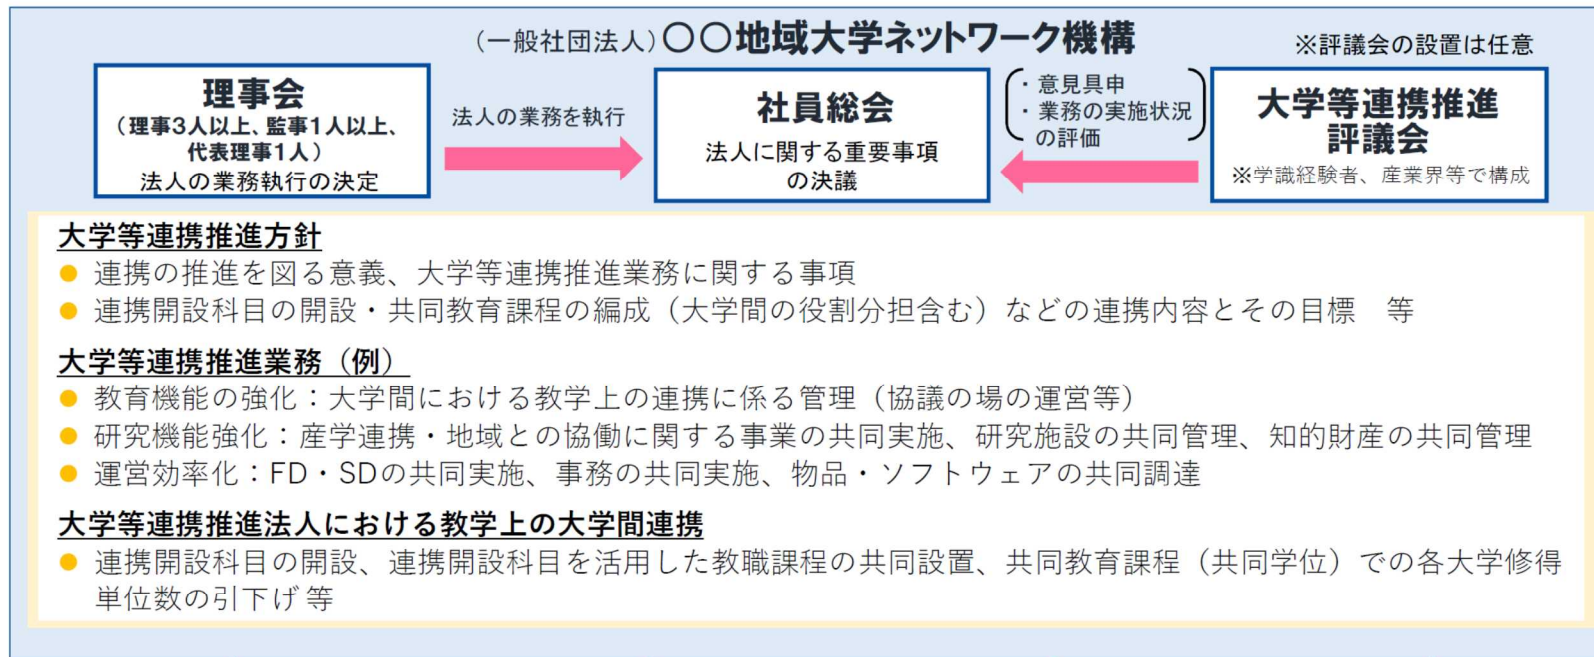 （一般社団法人）〇〇地域大学ネットワーク機構
※評議会の設置は任意
理事会
（理事3人以上、監事1人以上、
代表理事1人）
法人の業務執行の決定
法人の業務を執行
社員総会
法人に関する重要事項
の決議
・意見具申
・業務の実施状況
の評価
大学等連携推進
評議会
※学識経験者、産業界等で構成
大学等連携推進方針
● 連携の推進を図る意義、大学等連携推進業務に関する事項
● 連携開設科目の開設・共同教育課程の編成（大学間の役割分担含む）などの連携内容とその目標　等
大学等連携推進業務（例）
● 教育機能の強化：大学間における教学上の連携に係る管理（協議の場の運営等）
● 研究機能強化：産学連携・地域との協働に関する事業の共同実施、研究施設の共同管理、知的財産の共同管理
● 運営効率化：FD・SDの共同実施、事務の共同実施、物品・ソフトウェアの共同調達
大学等連携推進法人における教学上の大学間連携
● 連携開設科目の開設、連携開設科目を活用した教職課程の共同設置、共同教育課程（共同学位）での各大学修得
単位数の引下げ 等